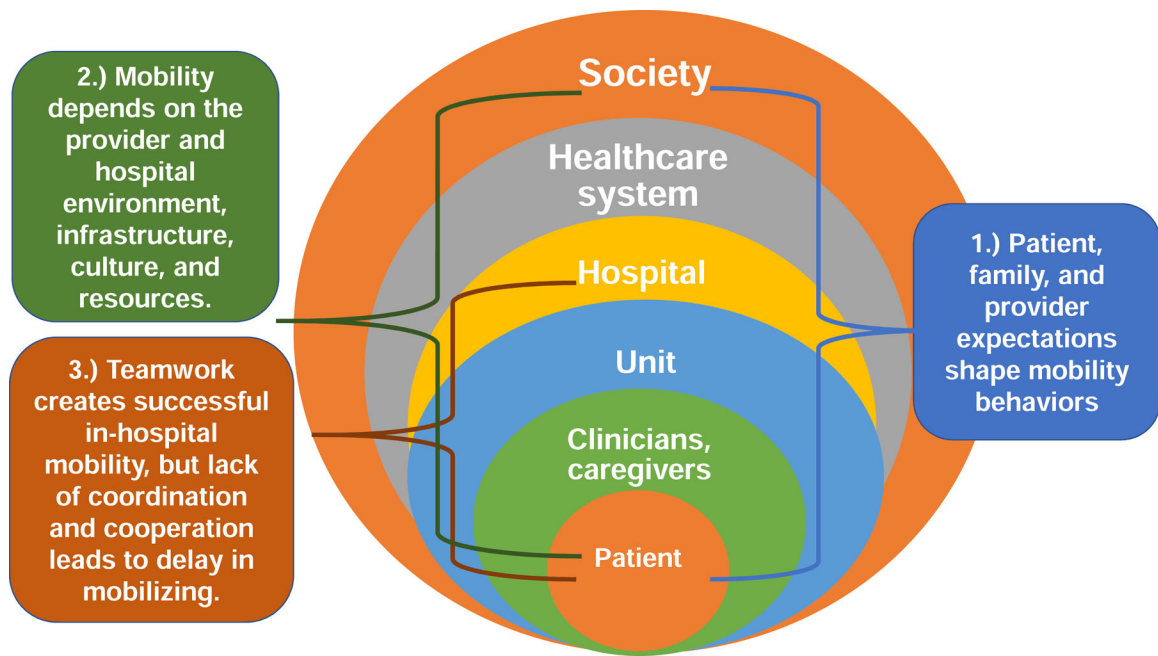 2.) Mobility
depends on the
provider and
hospital
environment,
infrastructure,
culture, and
resources.
3.) Teamwork
creates successful
in-hospital
mobility, but lack
of coordination
and cooperation
leads to delay in
mobilizing.
Society
Healthcare
system
Hospital
Unit
Clinicians,
caregivers
Patient
1.) Patient,
family, and
provider
expectations
shape mobility
behaviors